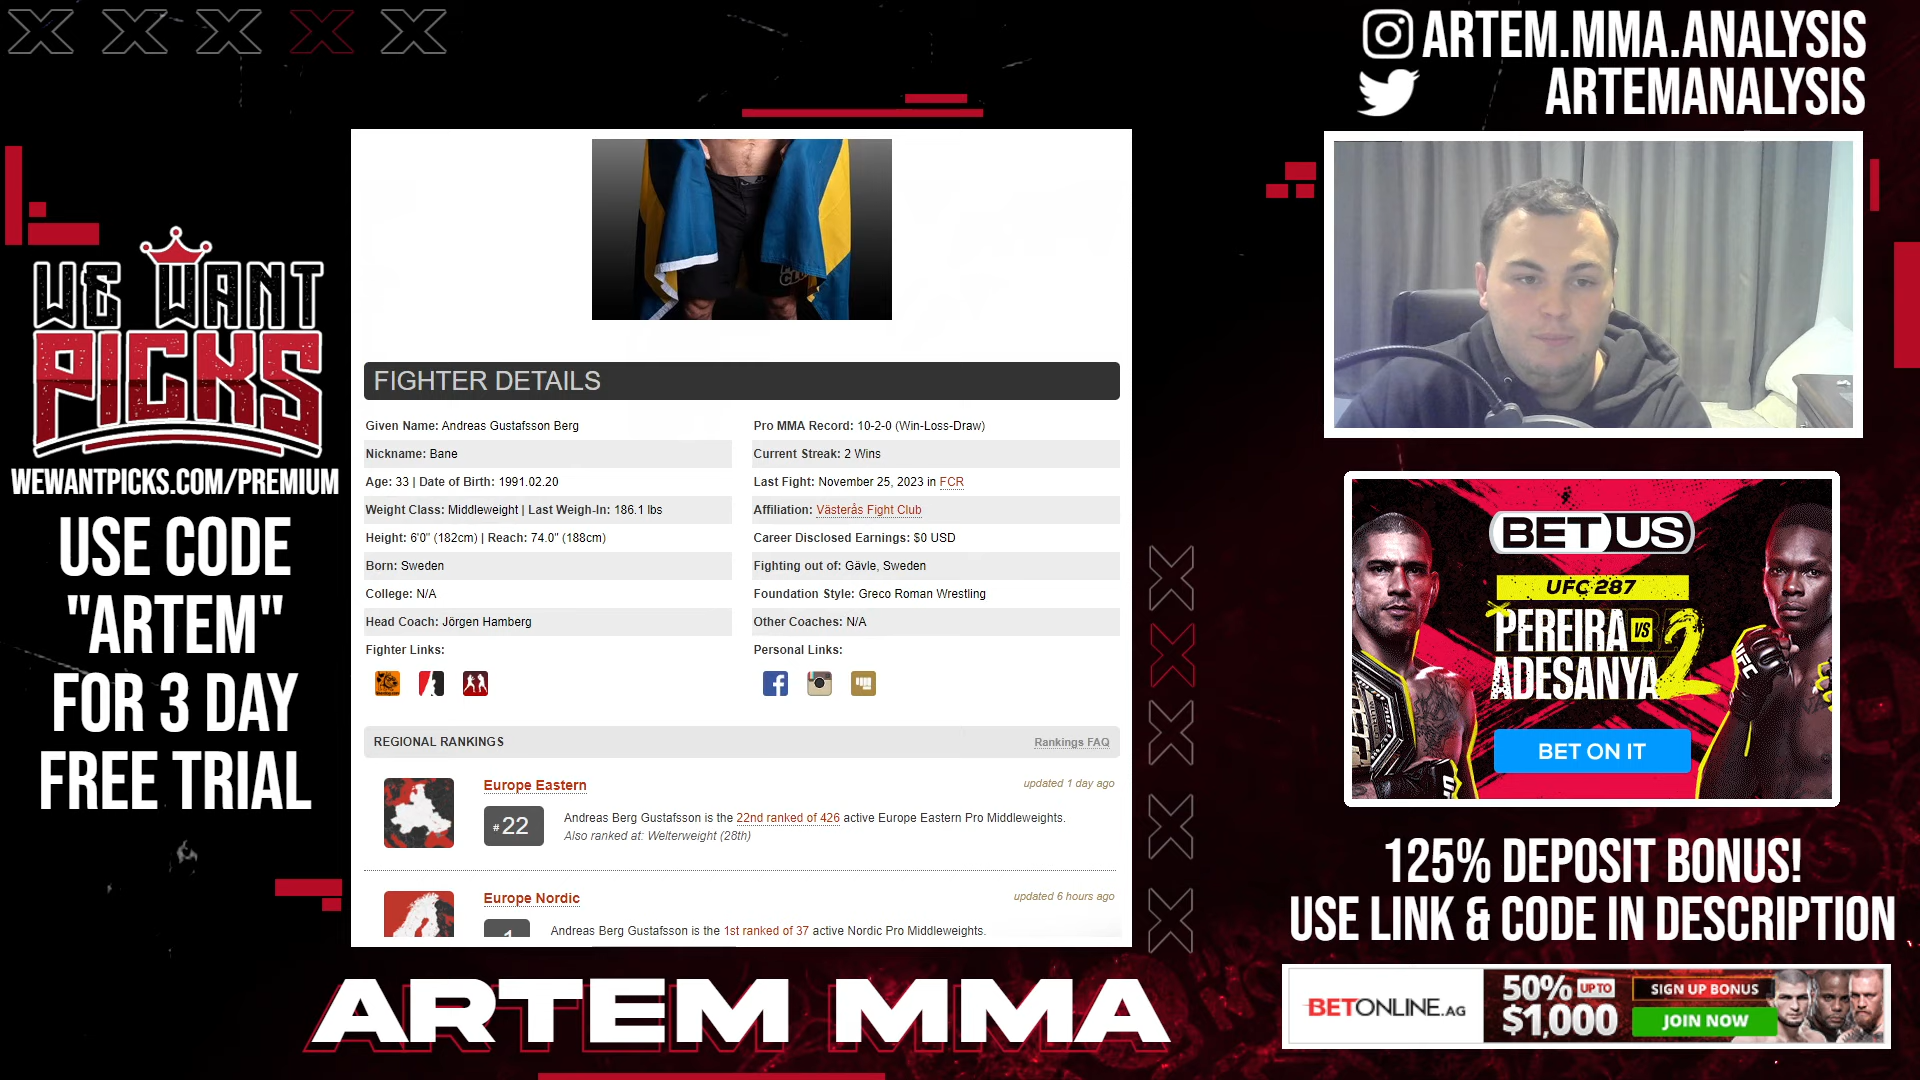 ARTEM.MMA.ANALYSIS
ARTEMANALYSIS
WE WANT
PICKS
WEWANTPICKS.COM/PREMIUM
USE CODE
"ARTEM"
FOR 3 DAY
FREE TRIAL
FIGHTER DETAILS
Given Name: Andreas Gustafsson Berg
Pro MMA Record: 10-2-0 (Win-Loss-Draw)
Nickname: Bane
Current Streak: 2 Wins
Age: 33 | Date of Birth: 1991.02.20
Last Fight: November 25, 2023 in FCR
Weight Class: Middleweight | Last Weigh-In: 186.1 lbs
Affiliation: Västerås Fight Club
Height: 6'0" (182cm) | Reach: 74.0" (188cm)
Career Disclosed Earnings: $0 USD
Born: Sweden
Fighting out of: Gävle, Sweden
College: N/A
Foundation Style: Greco Roman Wrestling
Head Coach: Jörgen Hamberg
Other Coaches: N/A
Fighter Links:
Personal Links:
REGIONAL RANKINGS
Rankings FAQ
Europe Eastern
updated 1 day ago
#22
Andreas Berg Gustafsson is the 22nd ranked of 426 active Europe Eastern Pro Middleweights.
Also ranked at: Welterweight (28th)
Europe Nordic
updated 6 hours ago
1
Andreas Berg Gustafsson is the 1st ranked of 37 active Nordic Pro Middleweights.
ARTEM MMA
BETUS
UFC 287
PEREIRA VS
ADESANYA 2
BET ON IT
UFC
125% DEPOSIT BONUS!
USE LINK & CODE IN DESCRIPTION
BETONLINE.AG
50% UP TO
$1,000
SIGN UP BONUS
JOIN NOW